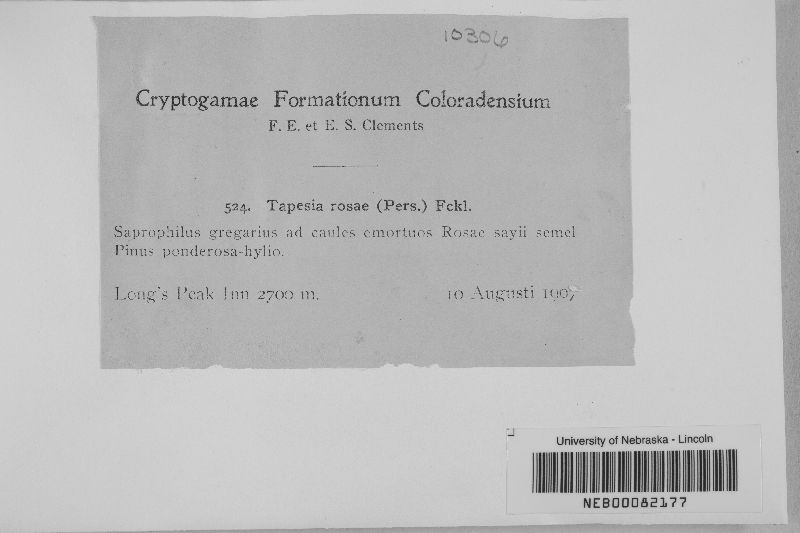 10306
Cryptogamae Formationum Coloradensium
F. E. et E. S. Clements
524. Tapesia rosae (Pers.) Fckl.
Saprophilus gregarius ad caules emortuos Rosae sayii semel
Pinus ponderosa-hylio.
Long's Peak Inn 2700 m. 10 Augusti 1907
University of Nebraska - Lincoln
NEB00082177